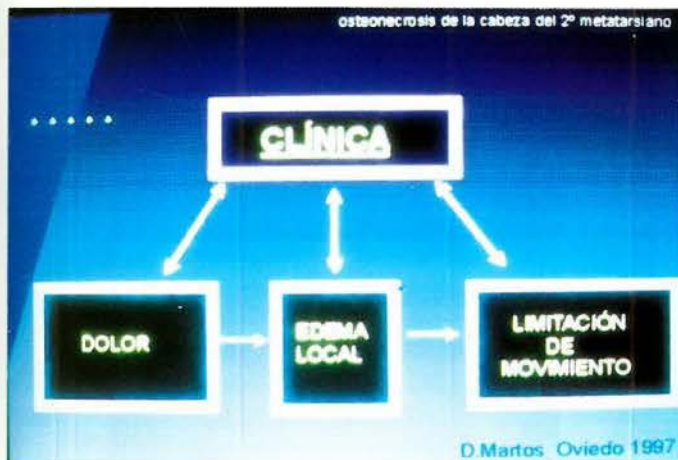 osteonecrosis de la cabeza del 2º metatarsiano
CLÍNICA
DOLOR
EDEMA
LOCAL
LIMITACIÓN
DE
MOVIMIENTO
D.Martos. Oviedo 1997